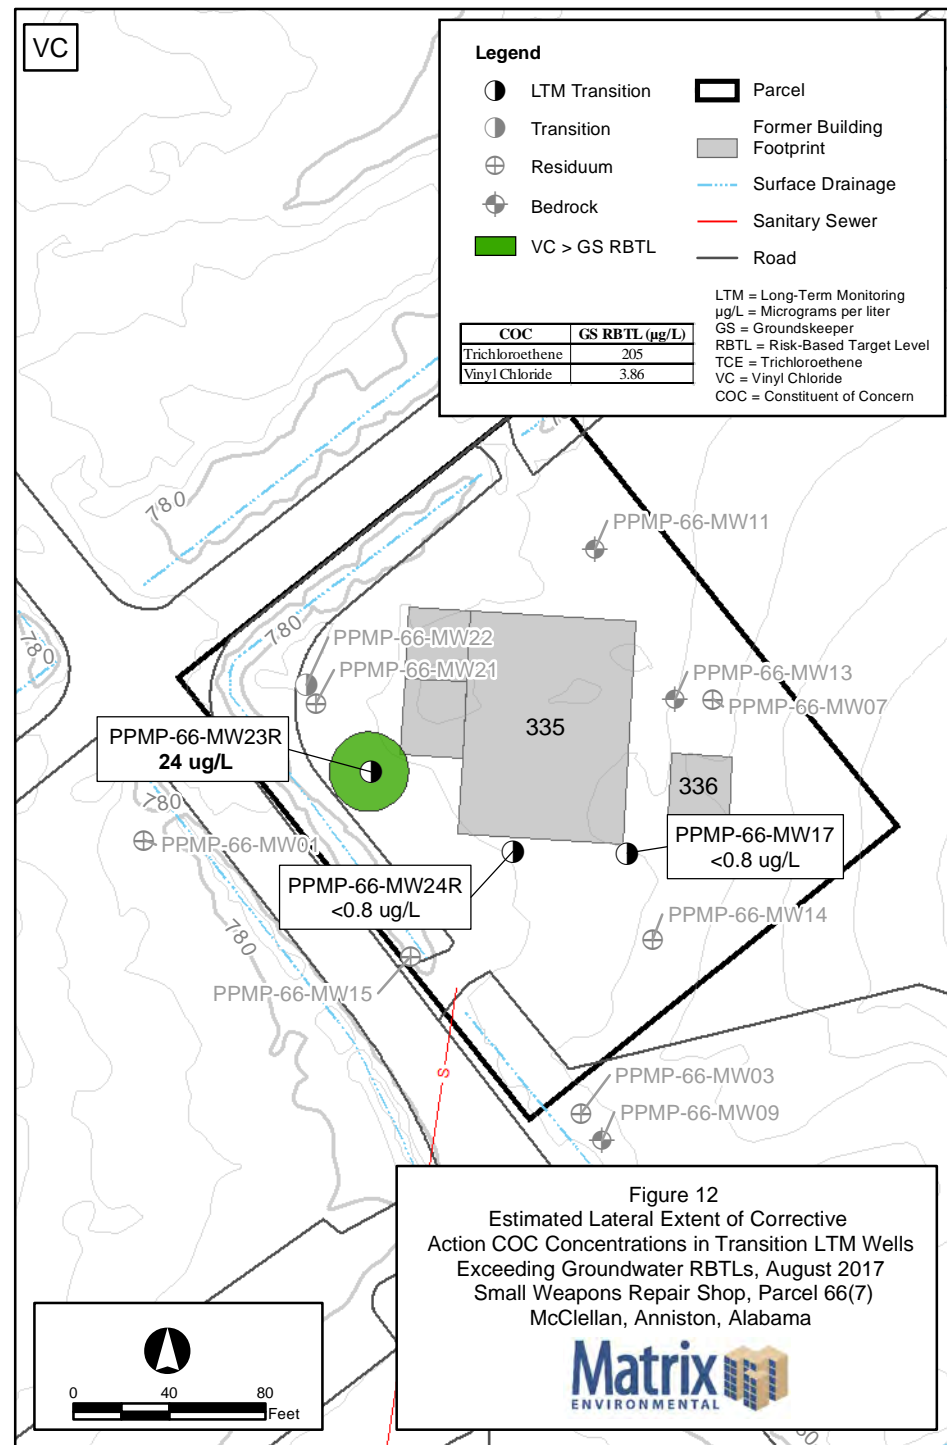 VC
Legend
LTM Transition
Transition
Residuum
Bedrock
VC > GS RBTL
Parcel
Former Building
Footprint
Surface Drainage
Sanitary Sewer
Road
LTM = Long-Term Monitoring
µg/L = Micrograms per liter
GS = Groundskeeper
RBTL = Risk-Based Target Level
TCE = Trichloroethene
VC = Vinyl Chloride
COC = Constituent of Concern
COC GS RBTL (µg/L)
Trichloroethene 205
Vinyl Chloride 3.86
780
PPMP-66-MW11
780
780
PPMP-66-MW22
PPMP-66-MW21
PPMP-66-MW13
PPMP-66-MW07
335
336
PPMP-66-MW23R
24 ug/L
780
PPMP-66-MW01
PPMP-66-MW17
<0.8 ug/L
PPMP-66-MW24R
<0.8 ug/L
780
PPMP-66-MW14
PPMP-66-MW15
S
PPMP-66-MW03
PPMP-66-MW09
Figure 12
Estimated Lateral Extent of Corrective
Action COC Concentrations in Transition LTM Wells
Exceeding Groundwater RBTLs, August 2017
Small Weapons Repair Shop, Parcel 66(7)
McClellan, Anniston, Alabama
Matrix
ENVIRONMENTAL
0 40 80
Feet